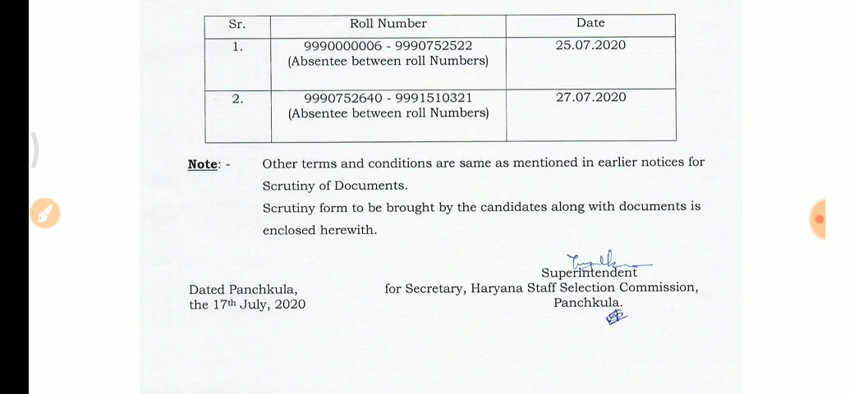 Sr. Roll Number Date
1. 9990000006 - 9990752522 25.07.2020
(Absentee between roll Numbers)
2. 9990752640 - 9991510321 27.07.2020
(Absentee between roll Numbers)
Note: - Other terms and conditions are same as mentioned in earlier notices for
Scrutiny of Documents.
Scrutiny form to be brought by the candidates along with documents is
enclosed herewith.
Superintendent
Dated Panchkula, for Secretary, Haryana Staff Selection Commission,
the 17th July, 2020 Panchkula.